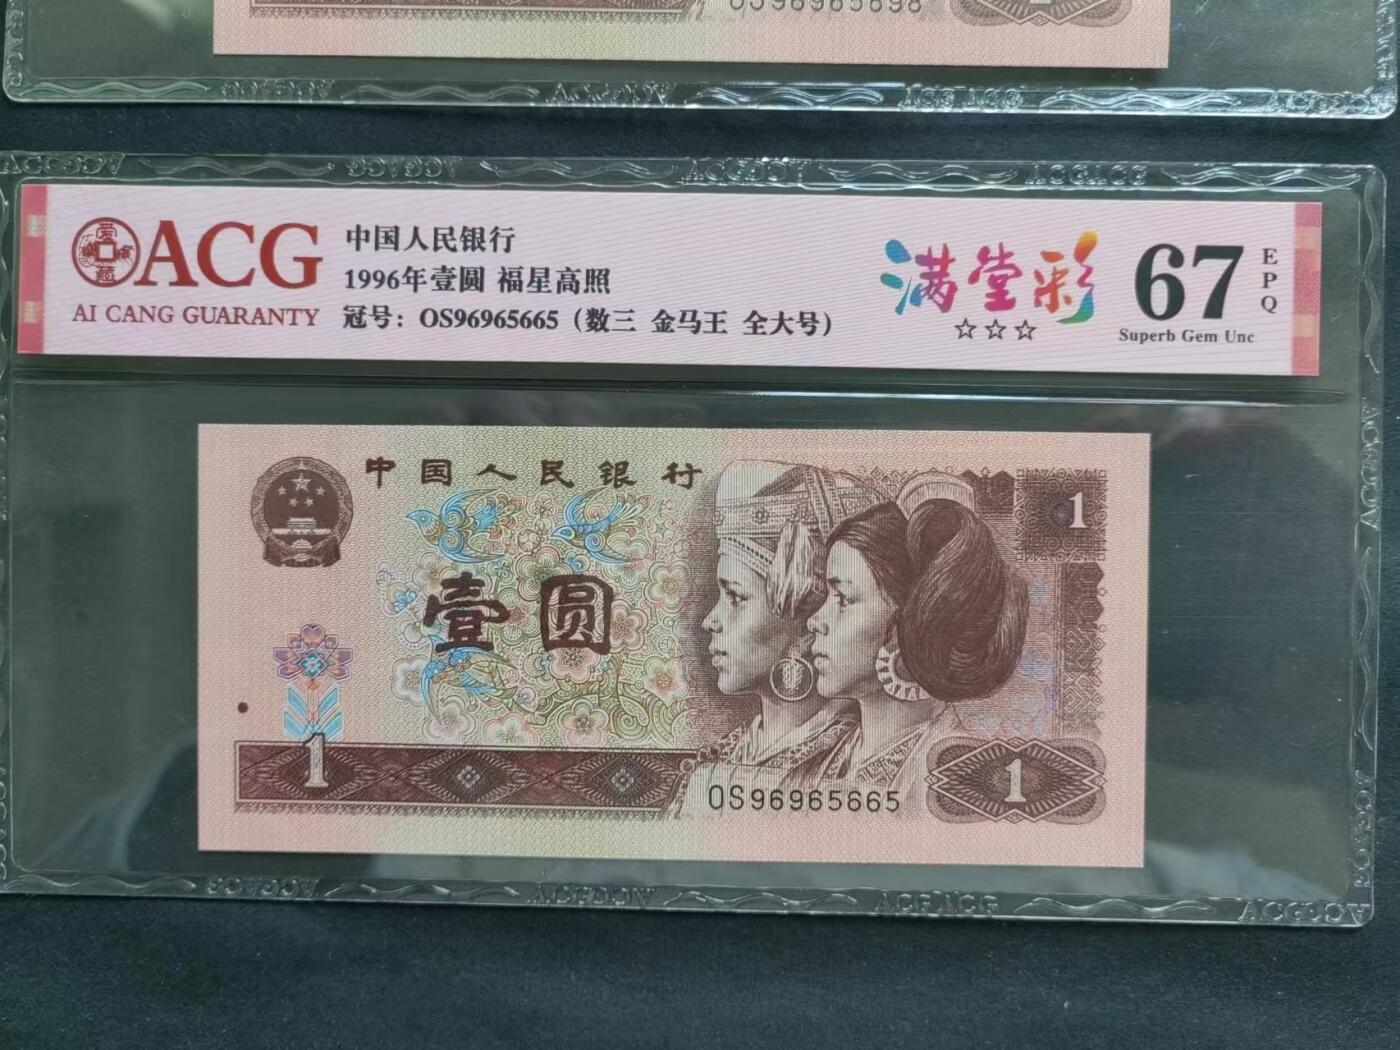 OS96965698
ACG
AI CANG GUARANTY
中国人民银行
1996年壹圆 福星高照
冠号：OS96965665（数三 金马王 全大号）
满堂彩
☆☆☆
67
EPQ
Superb Gem Unc
中国人民银行
1
壹圆
1
OS96965665
1